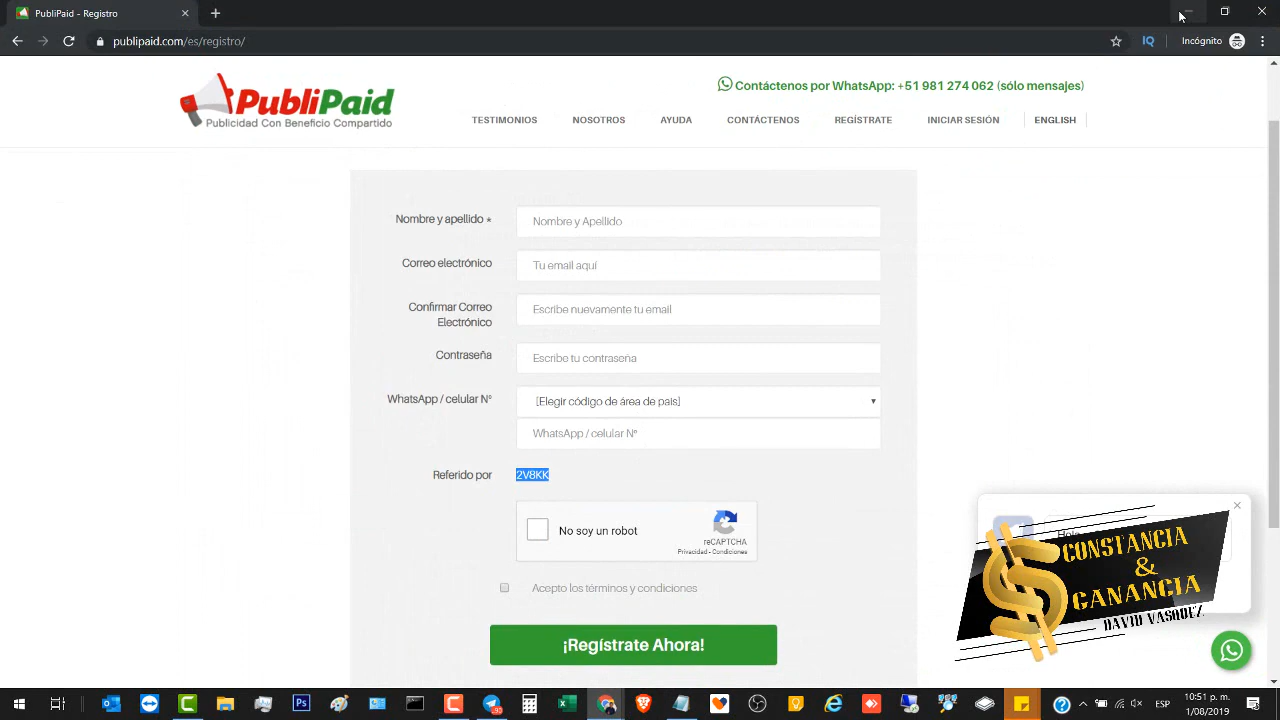 PubliPaid - Registro
publipaid.com/es/registro/
Incógnito
PubliPaid
Publicidad Con Beneficio Compartido
Contáctenos por WhatsApp: +51 981 274 062 (sólo mensajes)
TESTIMONIOS NOSOTROS AYUDA CONTÁCTENOS REGÍSTRATE INICIAR SESIÓN ENGLISH
Nombre y apellido * Nombre y Apellido
Correo electrónico Tu email aquí
Confirmar Correo Electrónico Escribe nuevamente tu email
Contraseña Escribe tu contraseña
WhatsApp / celular N° [Elegir código de área de país]
WhatsApp / celular N°
Referido por 2V8KK
No soy un robot
reCAPTCHA
Privacidad - Condiciones
Acepto los términos y condiciones
¡Regístrate Ahora!
CONSTANCIA
&
GANANCIA
DAVID VASQUEZ
90
ESP
10:51 p. m.
1/08/2019